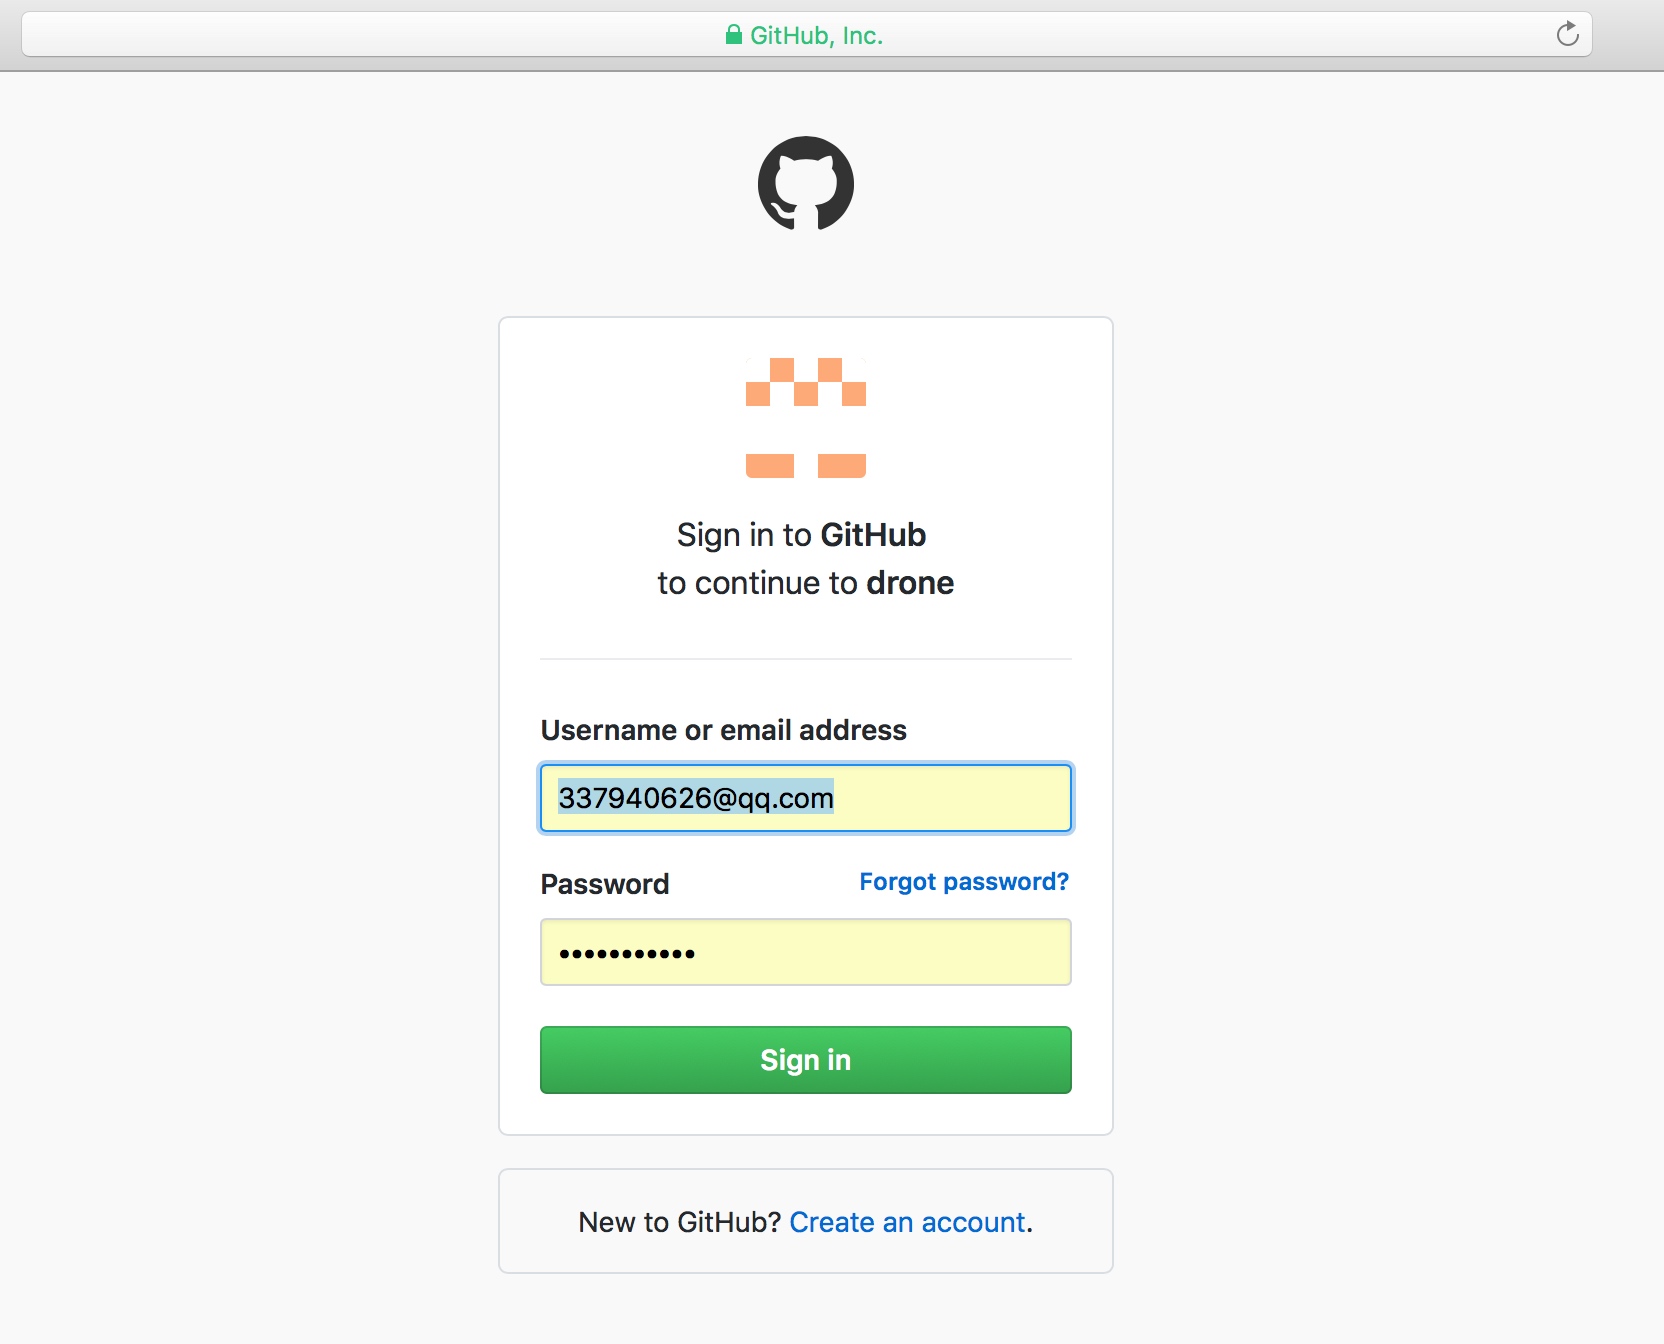 GitHub, Inc.
Sign in to GitHub
to continue to drone
Username or email address
337940626@qq.com
Password
Forgot password?
•••••••••••
Sign in
New to GitHub? Create an account.